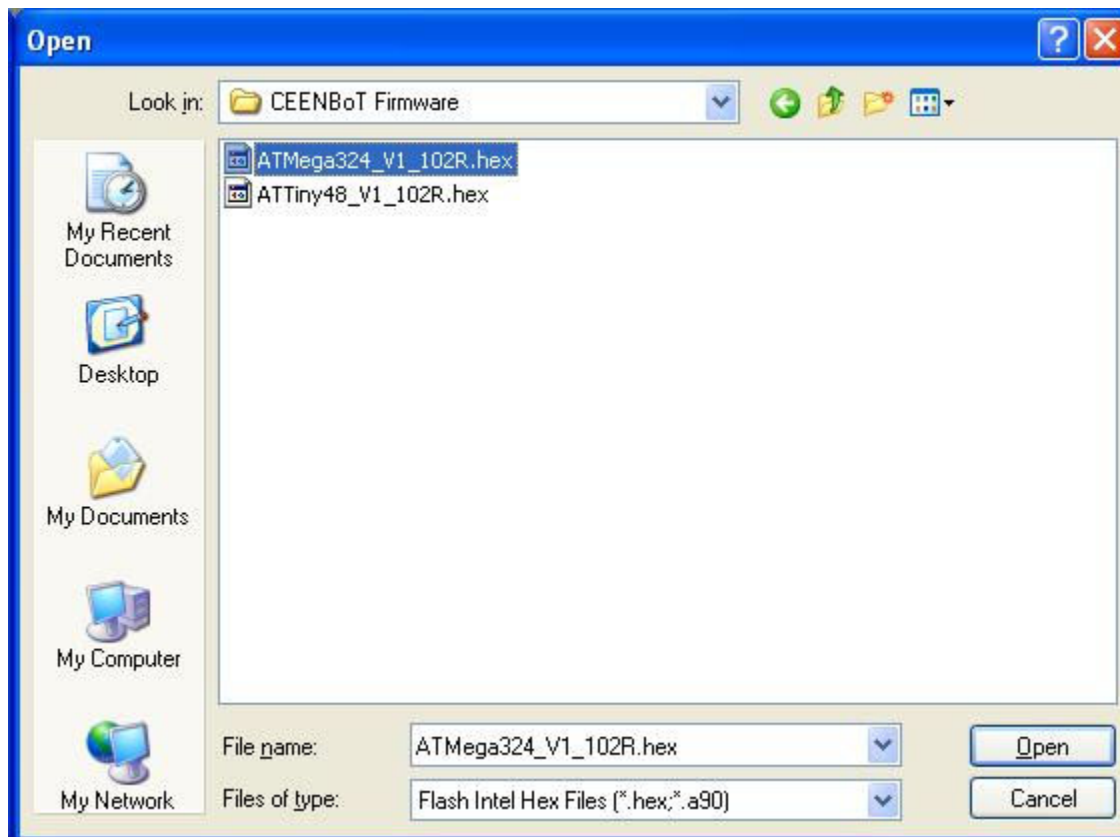 Open
Look in:
CEENBoT Firmware
ATMega324_V1_102R.hex
ATTiny48_V1_102R.hex
My Recent
Documents
Desktop
My Documents
My Computer
My Network
File name:
ATMega324_V1_102R.hex
Open
Files of type:
Flash Intel Hex Files (*.hex;*.a90)
Cancel